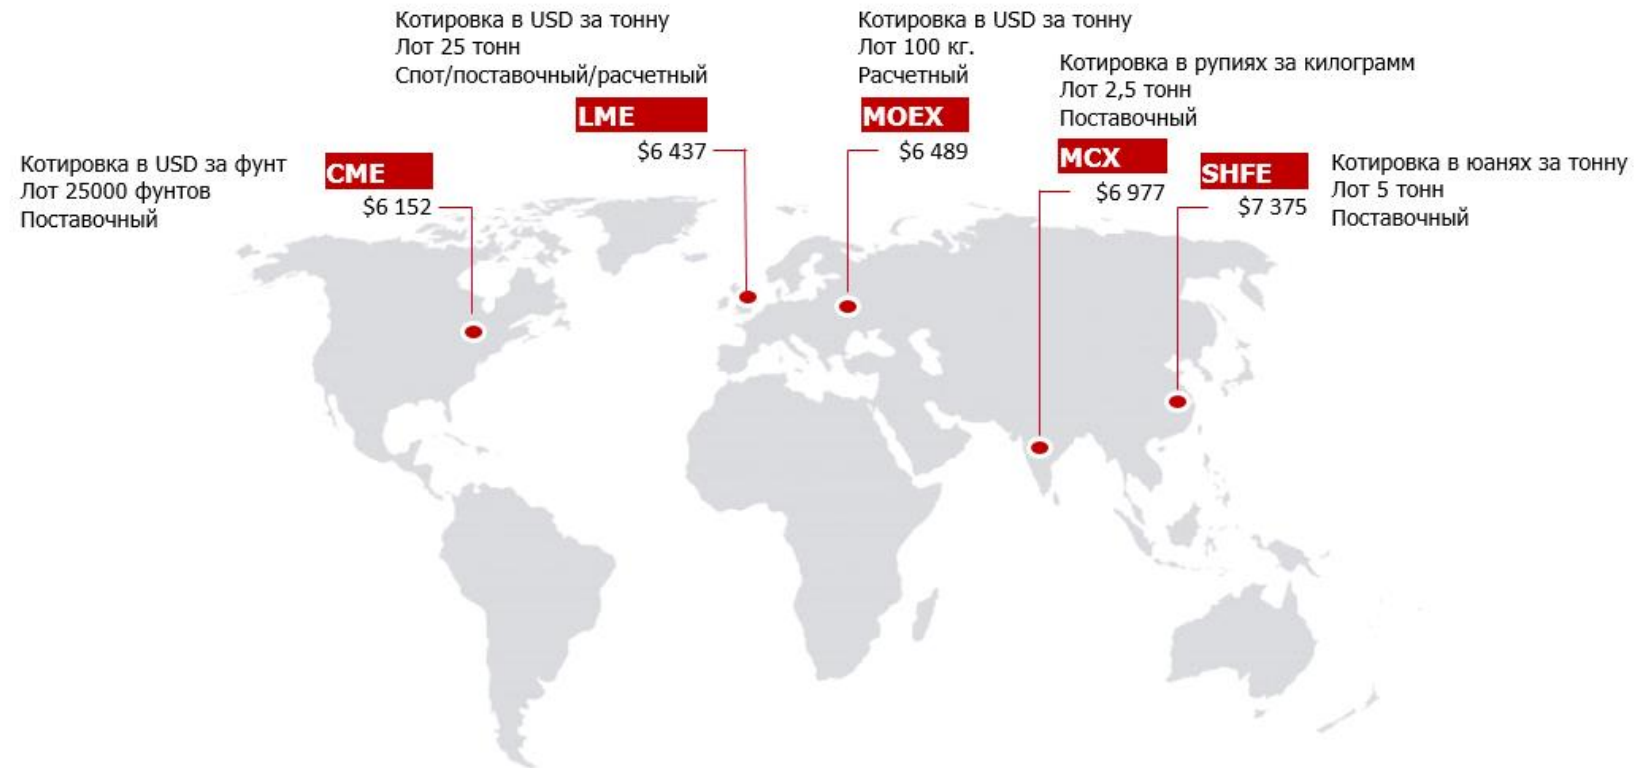 Котировка в USD за тонну
Лот 25 тонн
Спот/поставочный/расчетный
LME
$6 437
Котировка в USD за тонну
Лот 100 кг.
Расчетный
MOEX
$6 489
Котировка в рупиях за килограмм
Лот 2,5 тонн
Поставочный
MCX
$6 977
Котировка в USD за фунт
Лот 25000 фунтов
Поставочный
CME
$6 152
SHFE
$7 375
Котировка в юанях за тонну
Лот 5 тонн
Поставочный